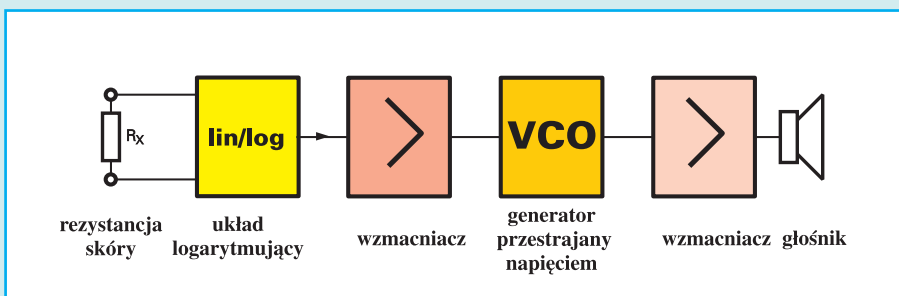 Rx
lin/log
VCO
rezystancja
skóry
układ
logarytmujący
wzmacniacz
generator
przestrajany
napięciem
wzmacniacz
głośnik